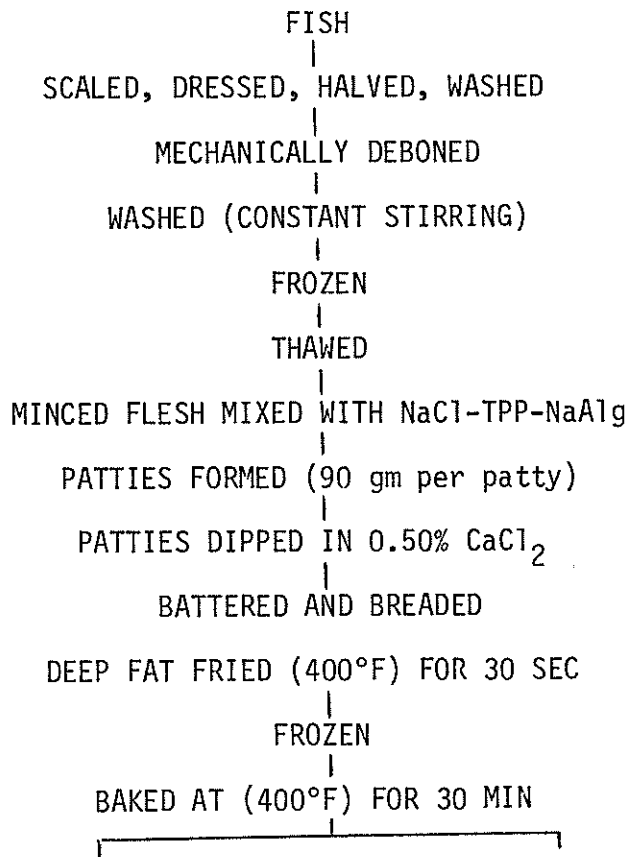 FISH
SCALED, DRESSED, HALVED, WASHED
MECHANICALLY DEBONED
WASHED (CONSTANT STIRRING)
FROZEN
THAWED
MINCED FLESH MIXED WITH NaCl-TPP-NaAlg
PATTIES FORMED (90 gm per patty)
PATTIES DIPPED IN 0.50% CaCl₂
BATTERED AND BREADED
DEEP FAT FRIED (400°F) FOR 30 SEC
FROZEN
BAKED AT (400°F) FOR 30 MIN